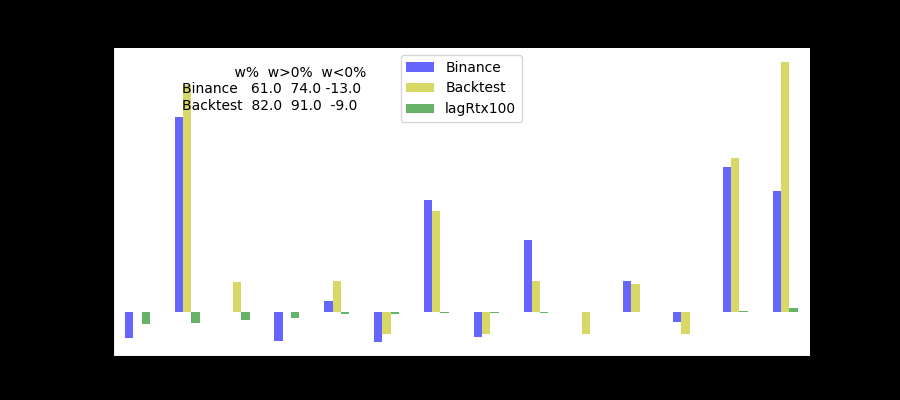 w% w>0% w<0%
Binance 61.0 74.0 -13.0
Backtest 82.0 91.0 -9.0
Binance
Backtest
lagRtx100